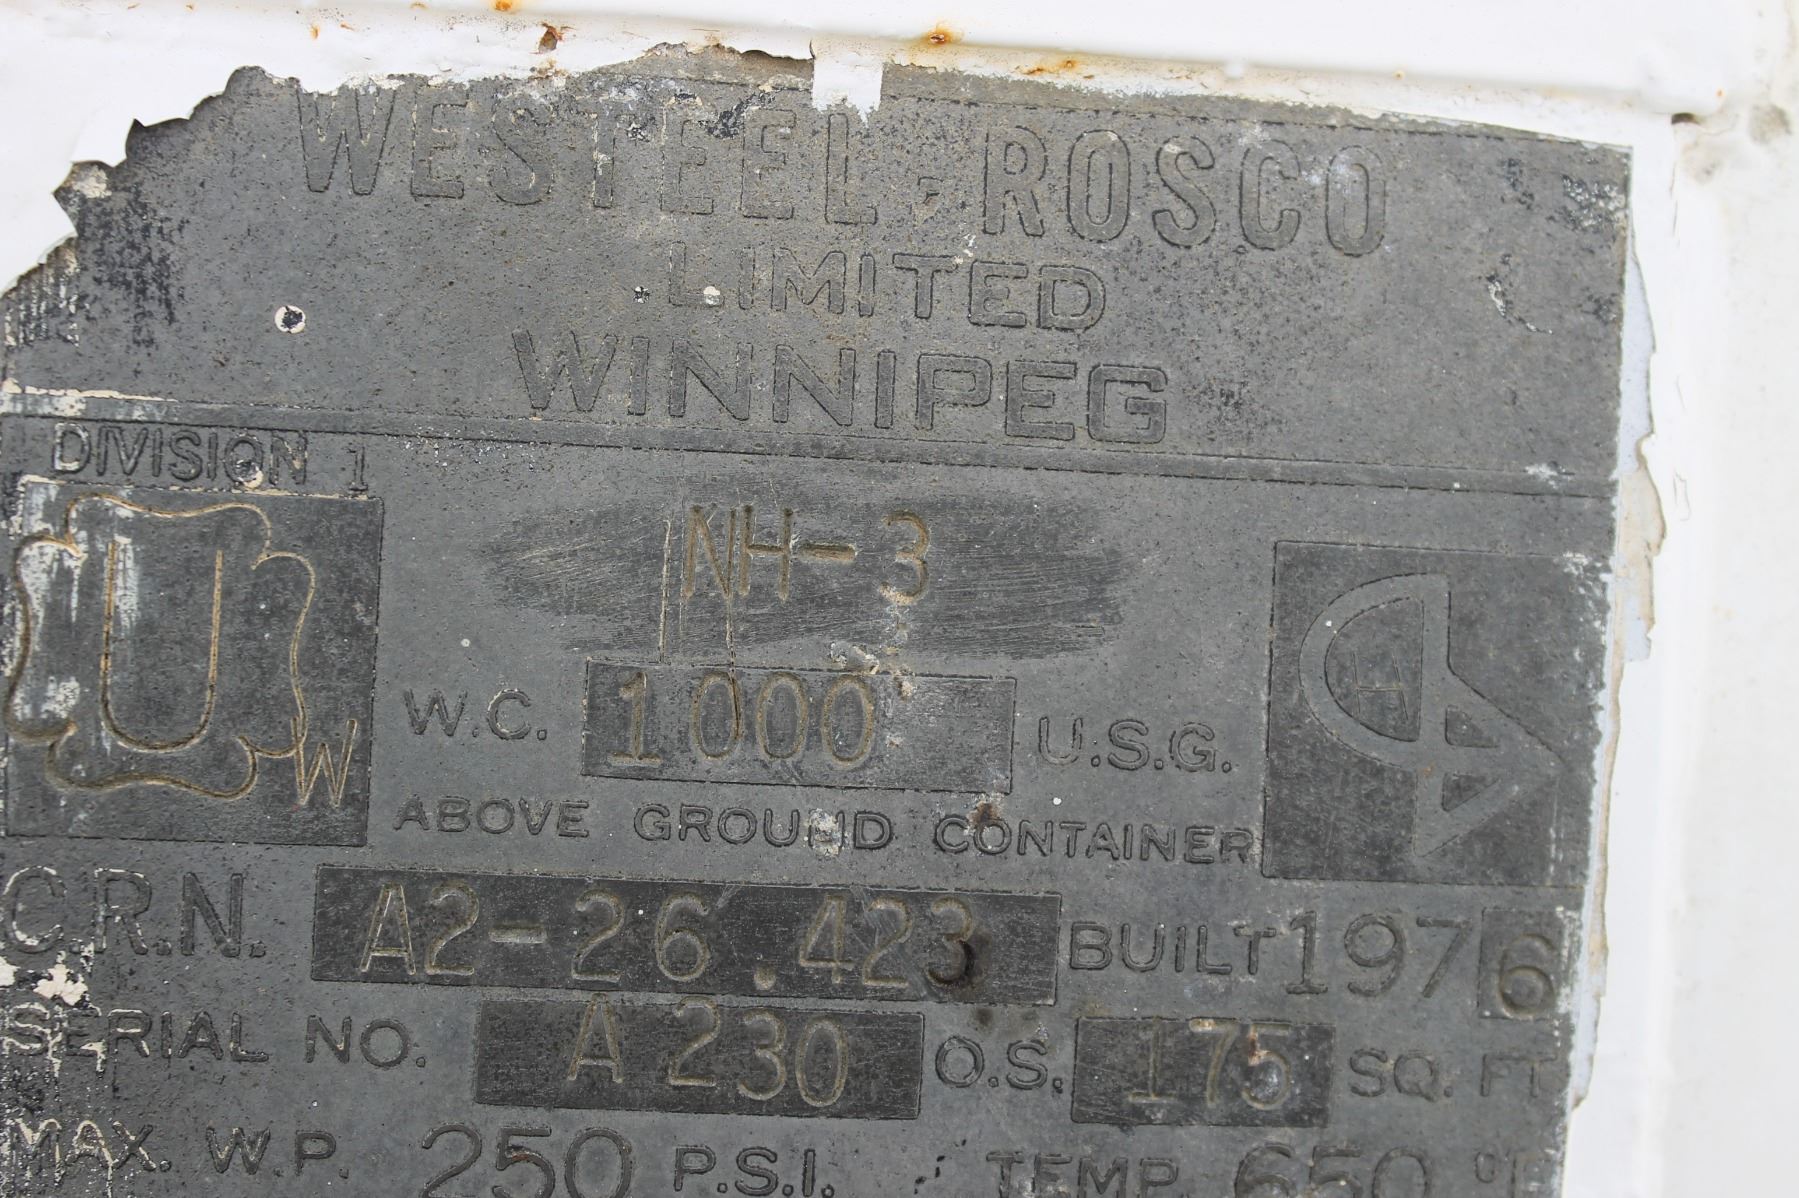 WESTEEL-ROSCO
LIMITED
WINNIPEG
DIVISION 1
NH-3
U
W
W.C. 1000 U.S.G.
H
ABOVE GROUND CONTAINER
C.R.N. A2-26.423 BUILT 1976
SERIAL NO. A 230 O.S. 175 SQ. FT
MAX. W.P. 250 P.S.I. TEMP. 650 °F